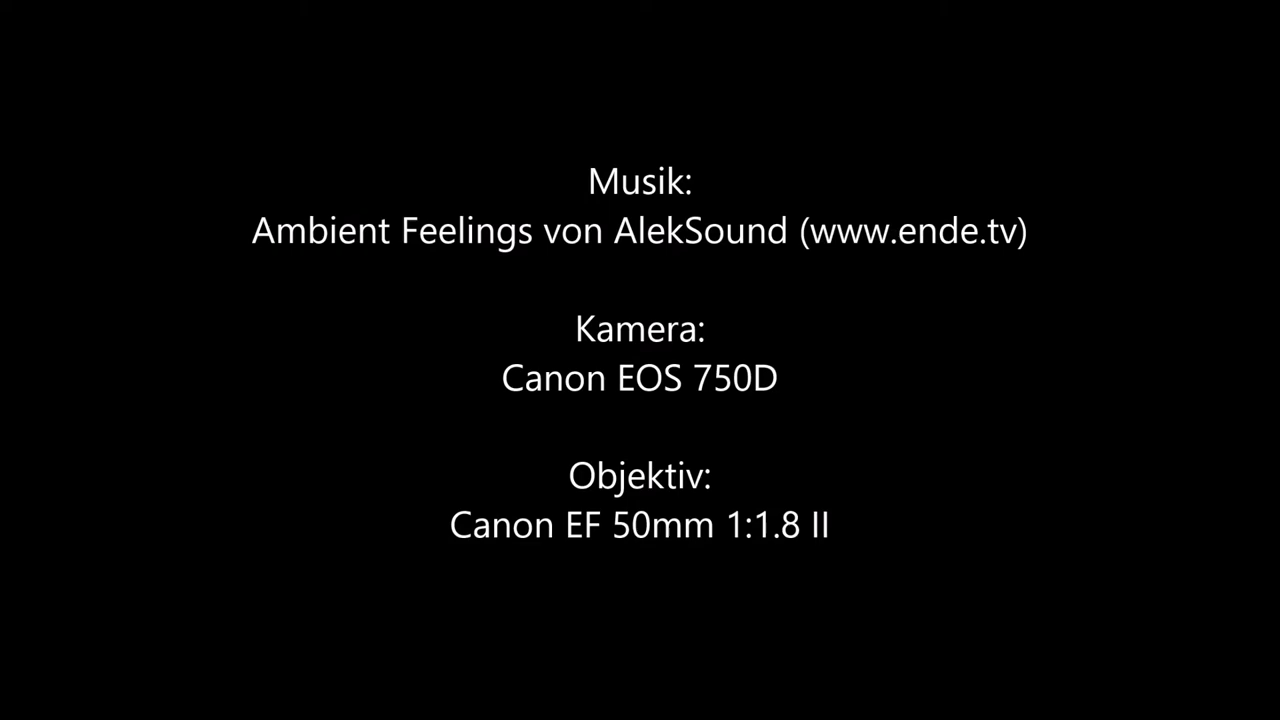 Musik:
Ambient Feelings von AlekSound (www.ende.tv)
Kamera:
Canon EOS 750D
Objektiv:
Canon EF 50mm 1:1.8 II